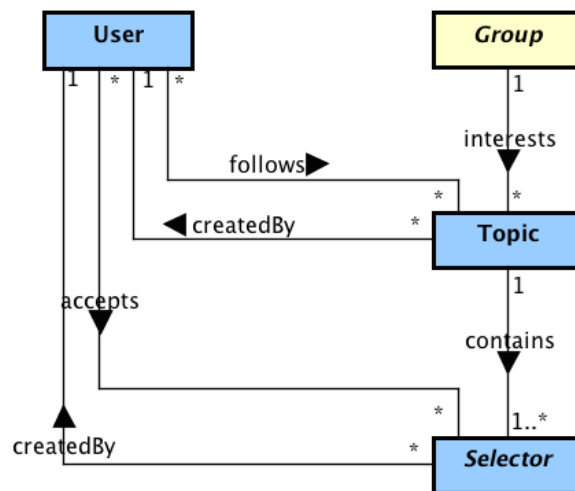 User
Group
1
*
1
*
1
interests
follows
*
*
createdBy
*
Topic
1
accepts
contains
*
1..*
createdBy
*
Selector